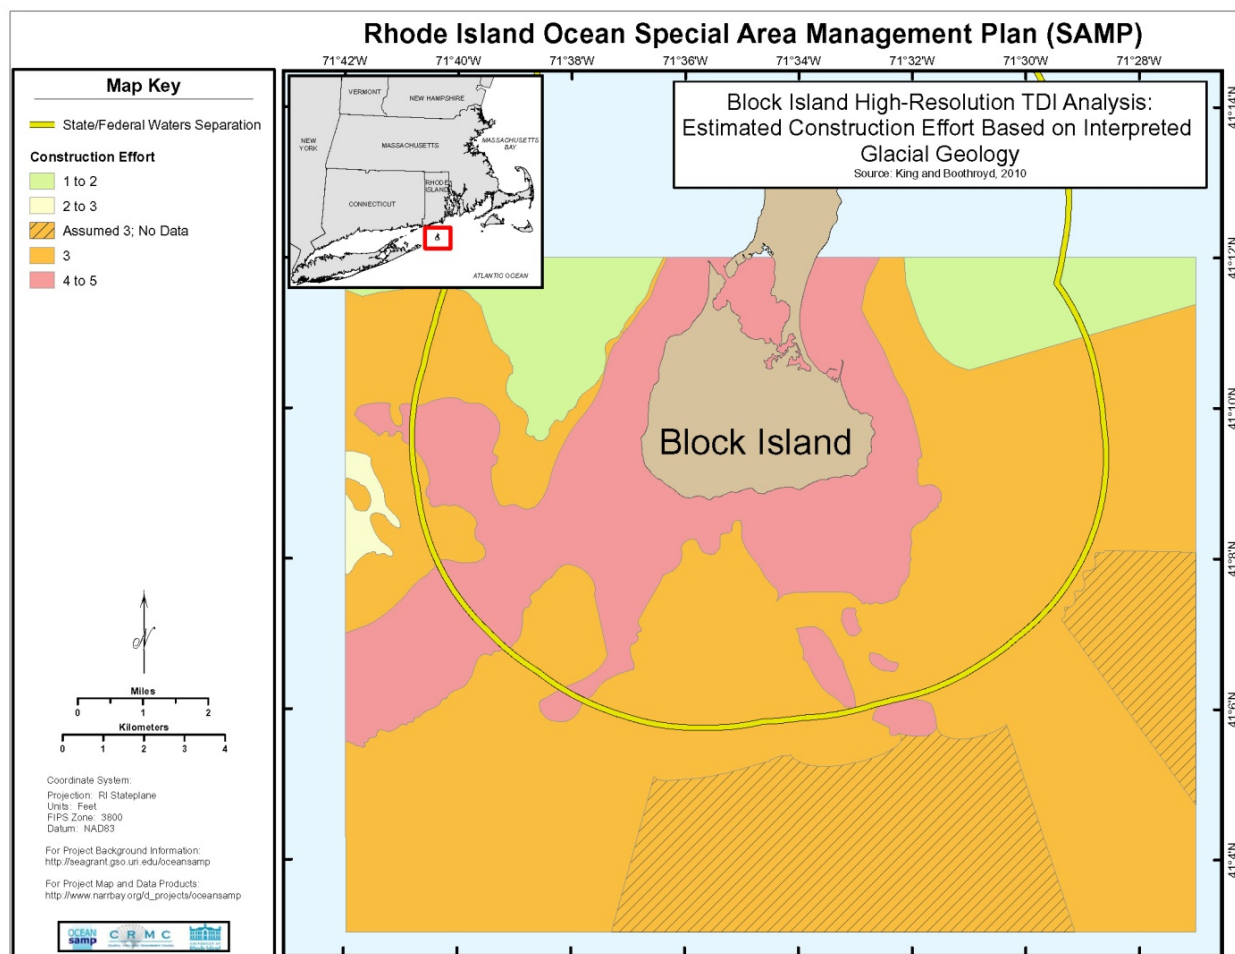 Rhode Island Ocean Special Area Management Plan (SAMP)
71°42'W 71°40'W 71°38'W 71°36'W 71°34'W 71°32'W 71°30'W 71°28'W
Map Key
State/Federal Waters Separation
Construction Effort
1 to 2
2 to 3
Assumed 3; No Data
3
4 to 5
VERMONT
NEW HAMPSHIRE
NEW
YORK
MASSACHUSETTS
MASSACHUSETTS
BAY
CONNECTICUT
RHODE
ISLAND
ATLANTIC OCEAN
Block Island High-Resolution TDI Analysis:
Estimated Construction Effort Based on Interpreted
Glacial Geology
Source: King and Boothroyd, 2010
Block Island
41°14'N
41°12'N
41°10'N
41°8'N
41°6'N
41°4'N
N
Miles
0 1 2
Kilometers
0 1 2 3 4
Coordinate System:
Projection: RI Stateplane
Units: Feet
FIPS Zone: 3800
Datum: NAD83
For Project Background Information:
http://seagrant.gso.uri.edu/oceansamp
For Project Map and Data Products:
http://www.narrbay.org/d_projects/oceansamp
OCEAN
samp
C R M C